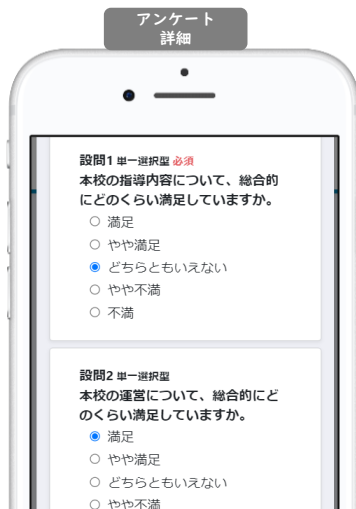 アンケート
詳細
設問1 単一選択型 必須
本校の指導内容について、総合的
にどのくらい満足していますか。
満足
やや満足
どちらともいえない
やや不満
不満
設問2 単一選択型
本校の運営について、総合的にど
のくらい満足していますか。
満足
やや満足
どちらともいえない
やや不満